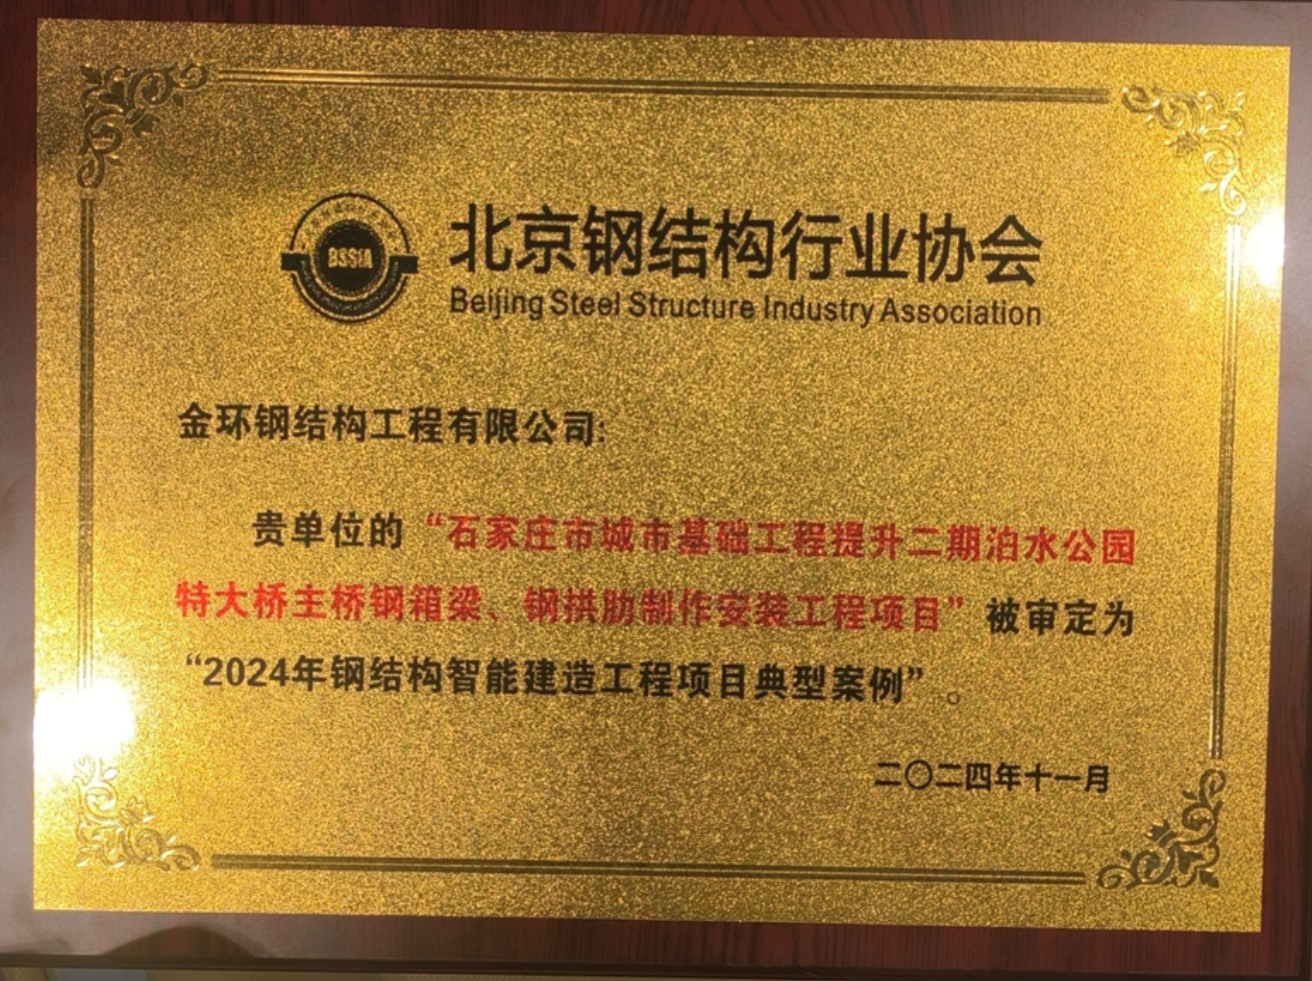 BSSIA
北京钢结构行业协会
Beijing Steel Structure Industry Association
金环钢结构工程有限公司:
贵单位的“石家庄市城市基础工程提升二期泊水公园
特大桥主桥钢箱梁、钢拱肋制作安装工程项目”被审定为
“2024年钢结构智能建造工程项目典型案例”。
二〇二四年十一月